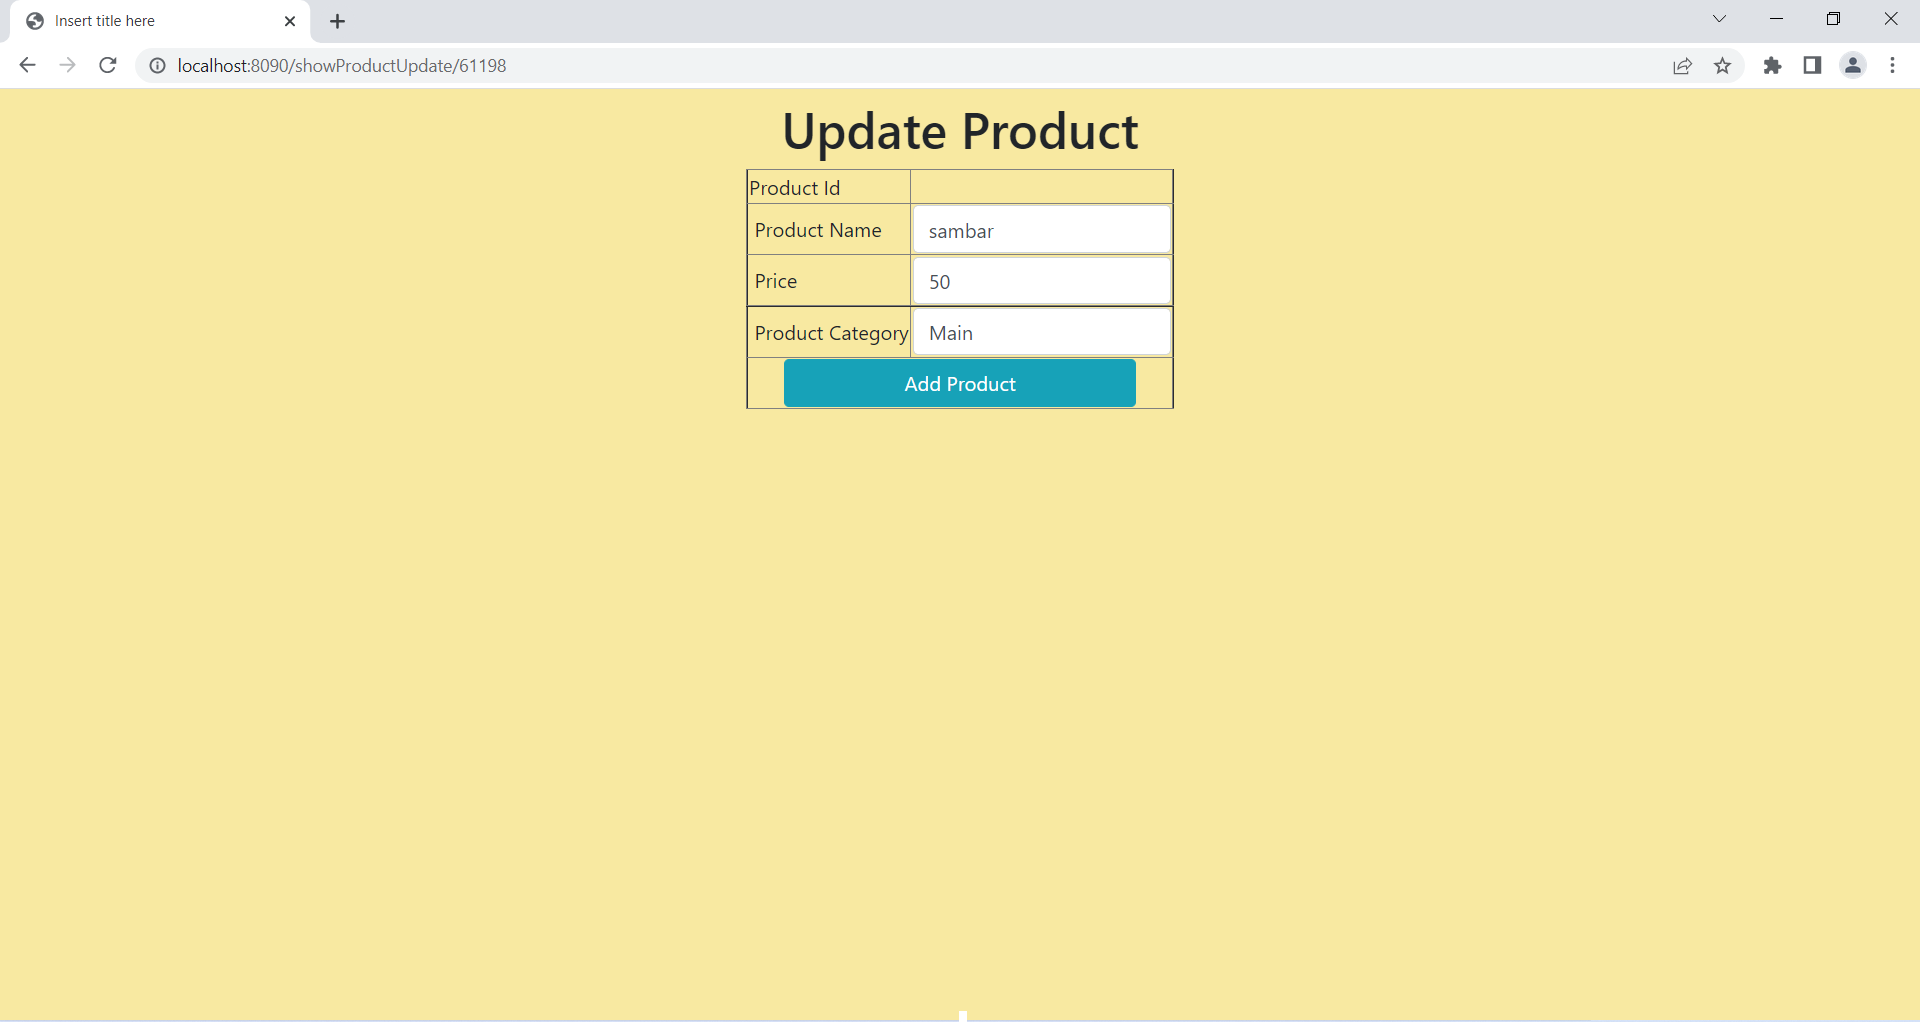 Insert title here
localhost:8090/showProductUpdate/61198
Update Product
Product Id
Product Name sambar
Price 50
Product Category Main
Add Product